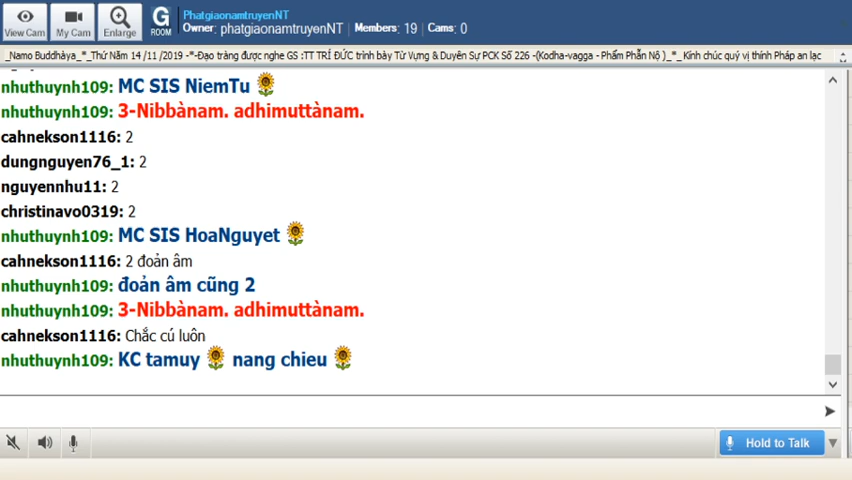 View Cam
My Cam
Enlarge
G
ROOM
PhatgiaonamtruyenNT
Owner: phatgiaonamtruyenNT | Members: 19 | Cams: 0
_Namo Buddhàya_*_Thứ Năm 14 /11 /2019 -*-Đạo tràng được nghe GS :TT TRÍ ĐỨC trình bày Từ Vựng & Duyên Sự PCK Số 226 -(Kodha-vagga - Phẩm Phẫn Nộ )_*_ Kính chúc quý vị thính Pháp an lạc
nhuthuynh109: MC SIS NiemTu
nhuthuynh109: 3-Nibbànam. adhimuttànam.
cahnekson1116: 2
dungnguyen76_1: 2
nguyennhu11: 2
christinavo0319: 2
nhuthuynh109: MC SIS HoaNguyet
cahnekson1116: 2 đoản âm
nhuthuynh109: đoản âm cũng 2
nhuthuynh109: 3-Nibbànam. adhimuttànam.
cahnekson1116: Chắc cú luôn
nhuthuynh109: KC tamuy nang chieu
Hold to Talk